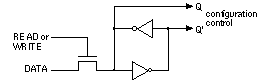 Q
configuration
Q'
control
READ or
WRITE
DATA